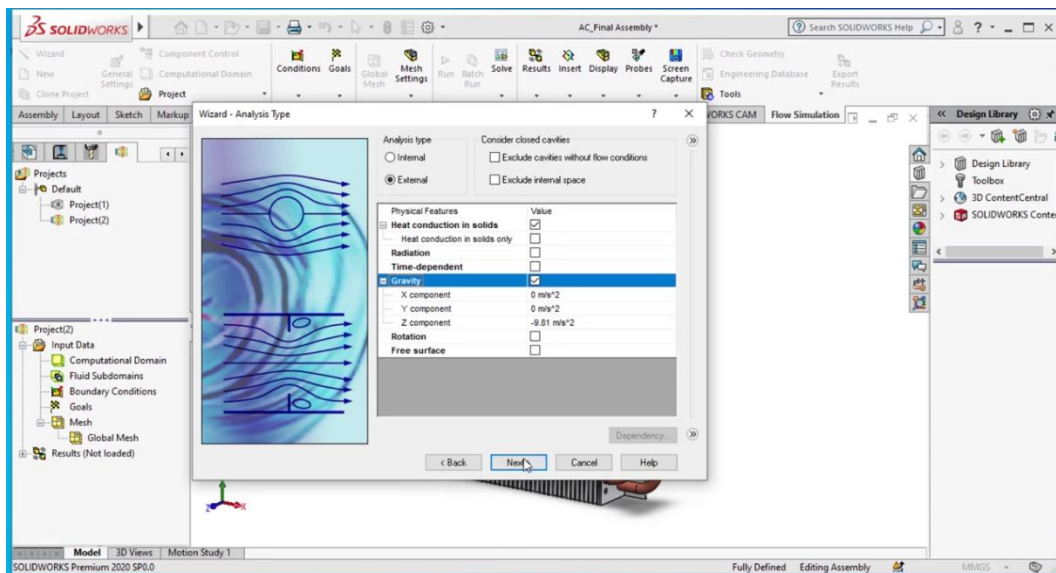 SOLIDWORKS
AC_Final Assembly *
Search SOLIDWORKS Help
Wizard
New
Clone Project
General Settings
Component Control
Computational Domain
Project
Conditions
Goals
Global Mesh
Mesh Settings
Run
Batch Run
Solve
Results
Insert
Display
Probes
Screen Capture
Check Geometry
Engineering Database
Tools
Export Results
Assembly
Layout
Sketch
Markup
ORKS CAM
Flow Simulation
Design Library
Wizard - Analysis Type
Analysis type
Internal
External
Consider closed cavities
Exclude cavities without flow conditions
Exclude internal space
Physical Features Value
Heat conduction in solids
Heat conduction in solids only
Radiation
Time-dependent
Gravity
X component 0 m/s^2
Y component 0 m/s^2
Z component -9.81 m/s^2
Rotation
Free surface
Dependency...
< Back
Next
Cancel
Help
Projects
Default
Project(1)
Project(2)
Project(2)
Input Data
Computational Domain
Fluid Subdomains
Boundary Conditions
Goals
Mesh
Global Mesh
Results (Not loaded)
Design Library
Toolbox
3D ContentCentral
SOLIDWORKS Conte
Z
X
Model
3D Views
Motion Study 1
SOLIDWORKS Premium 2020 SP0.0
Fully Defined
Editing Assembly
MMGS